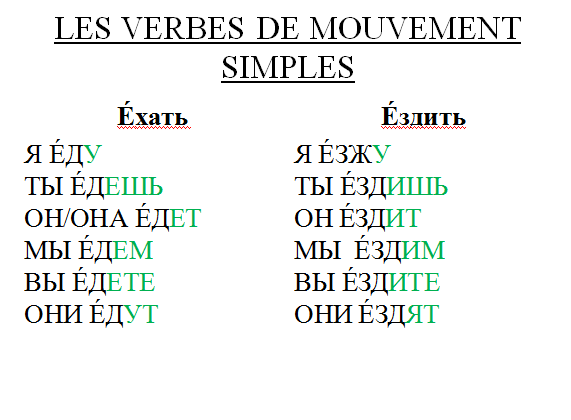 LES VERBES DE MOUVEMENT
SIMPLES
Éхать
Éздить
Я ÉДУ
ТЫ ÉДЕШЬ
ОН/ОНА ÉДЕТ
МЫ ÉДЕМ
ВЫ ÉДЕТЕ
ОНИ ÉДУТ
Я ÉЗЖУ
ТЫ ÉЗДИШЬ
ОН ÉЗДИТ
МЫ ÉЗДИМ
ВЫ ÉЗДИТЕ
ОНИ ÉЗДЯТ